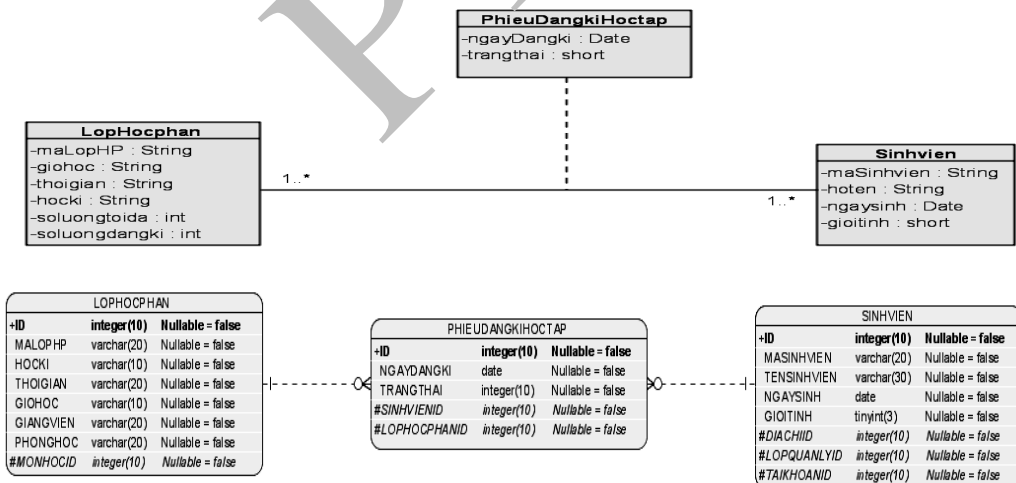 PhieuDangkiHoctap
-ngayDangki : Date
-trangthai : short
LopHocphan
-maLopHP : String
-giohoc : String
-thoigian : String
-hocki : String
-soluongtoida : int
-soluongdangki : int
1..*
1..*
Sinhvien
-maSinhvien : String
-hoten : String
-ngaysinh : Date
-gioitinh : short
LOPHOCPHAN
+ID integer(10) Nullable = false
MALOPHP varchar(20) Nullable = false
HOCKI varchar(10) Nullable = false
THOIGIAN varchar(20) Nullable = false
GIOHOC varchar(10) Nullable = false
GIANGVIEN varchar(20) Nullable = false
PHONGHOC varchar(20) Nullable = false
#MONHOCID integer(10) Nullable = false
PHIEUDANGKIHOCTAP
+ID integer(10) Nullable = false
NGAYDANGKI date Nullable = false
TRANGTHAI integer(10) Nullable = false
#SINHVIENID integer(10) Nullable = false
#LOPHOCPHANID integer(10) Nullable = false
SINHVIEN
+ID integer(10) Nullable = false
MASINHVIEN varchar(20) Nullable = false
TENSINHVIEN varchar(30) Nullable = false
NGAYSINH date Nullable = false
GIOITINH tinyint(3) Nullable = false
#DIACHIID integer(10) Nullable = false
#LOPQUANLYID integer(10) Nullable = false
#TAIKHOANID integer(10) Nullable = false